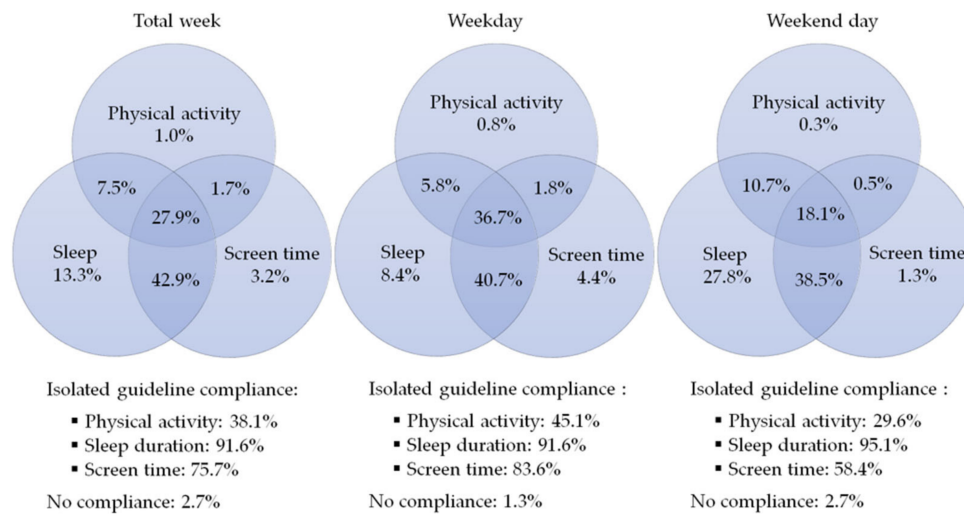 Total week
Physical activity
1.0%
7.5%
1.7%
27.9%
Sleep
13.3%
Screen time
3.2%
42.9%
Isolated guideline compliance:
▪ Physical activity: 38.1%
▪ Sleep duration: 91.6%
▪ Screen time: 75.7%
No compliance: 2.7%
Weekday
Physical activity
0.8%
5.8%
1.8%
36.7%
Sleep
8.4%
Screen time
4.4%
40.7%
Isolated guideline compliance :
▪ Physical activity: 45.1%
▪ Sleep duration: 91.6%
▪ Screen time: 83.6%
No compliance: 1.3%
Weekend day
Physical activity
0.3%
10.7%
0.5%
18.1%
Sleep
27.8%
Screen time
1.3%
38.5%
Isolated guideline compliance :
▪ Physical activity: 29.6%
▪ Sleep duration: 95.1%
▪ Screen time: 58.4%
No compliance: 2.7%